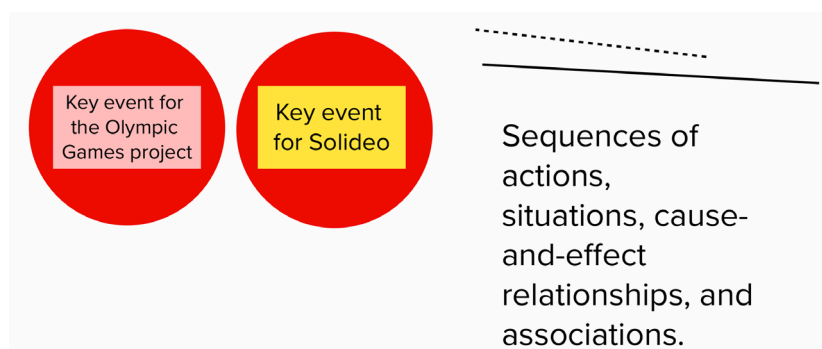 Key event for
the Olympic
Games project
Key event
for Solideo
Sequences of
actions,
situations, cause-
and-effect
relationships, and
associations.